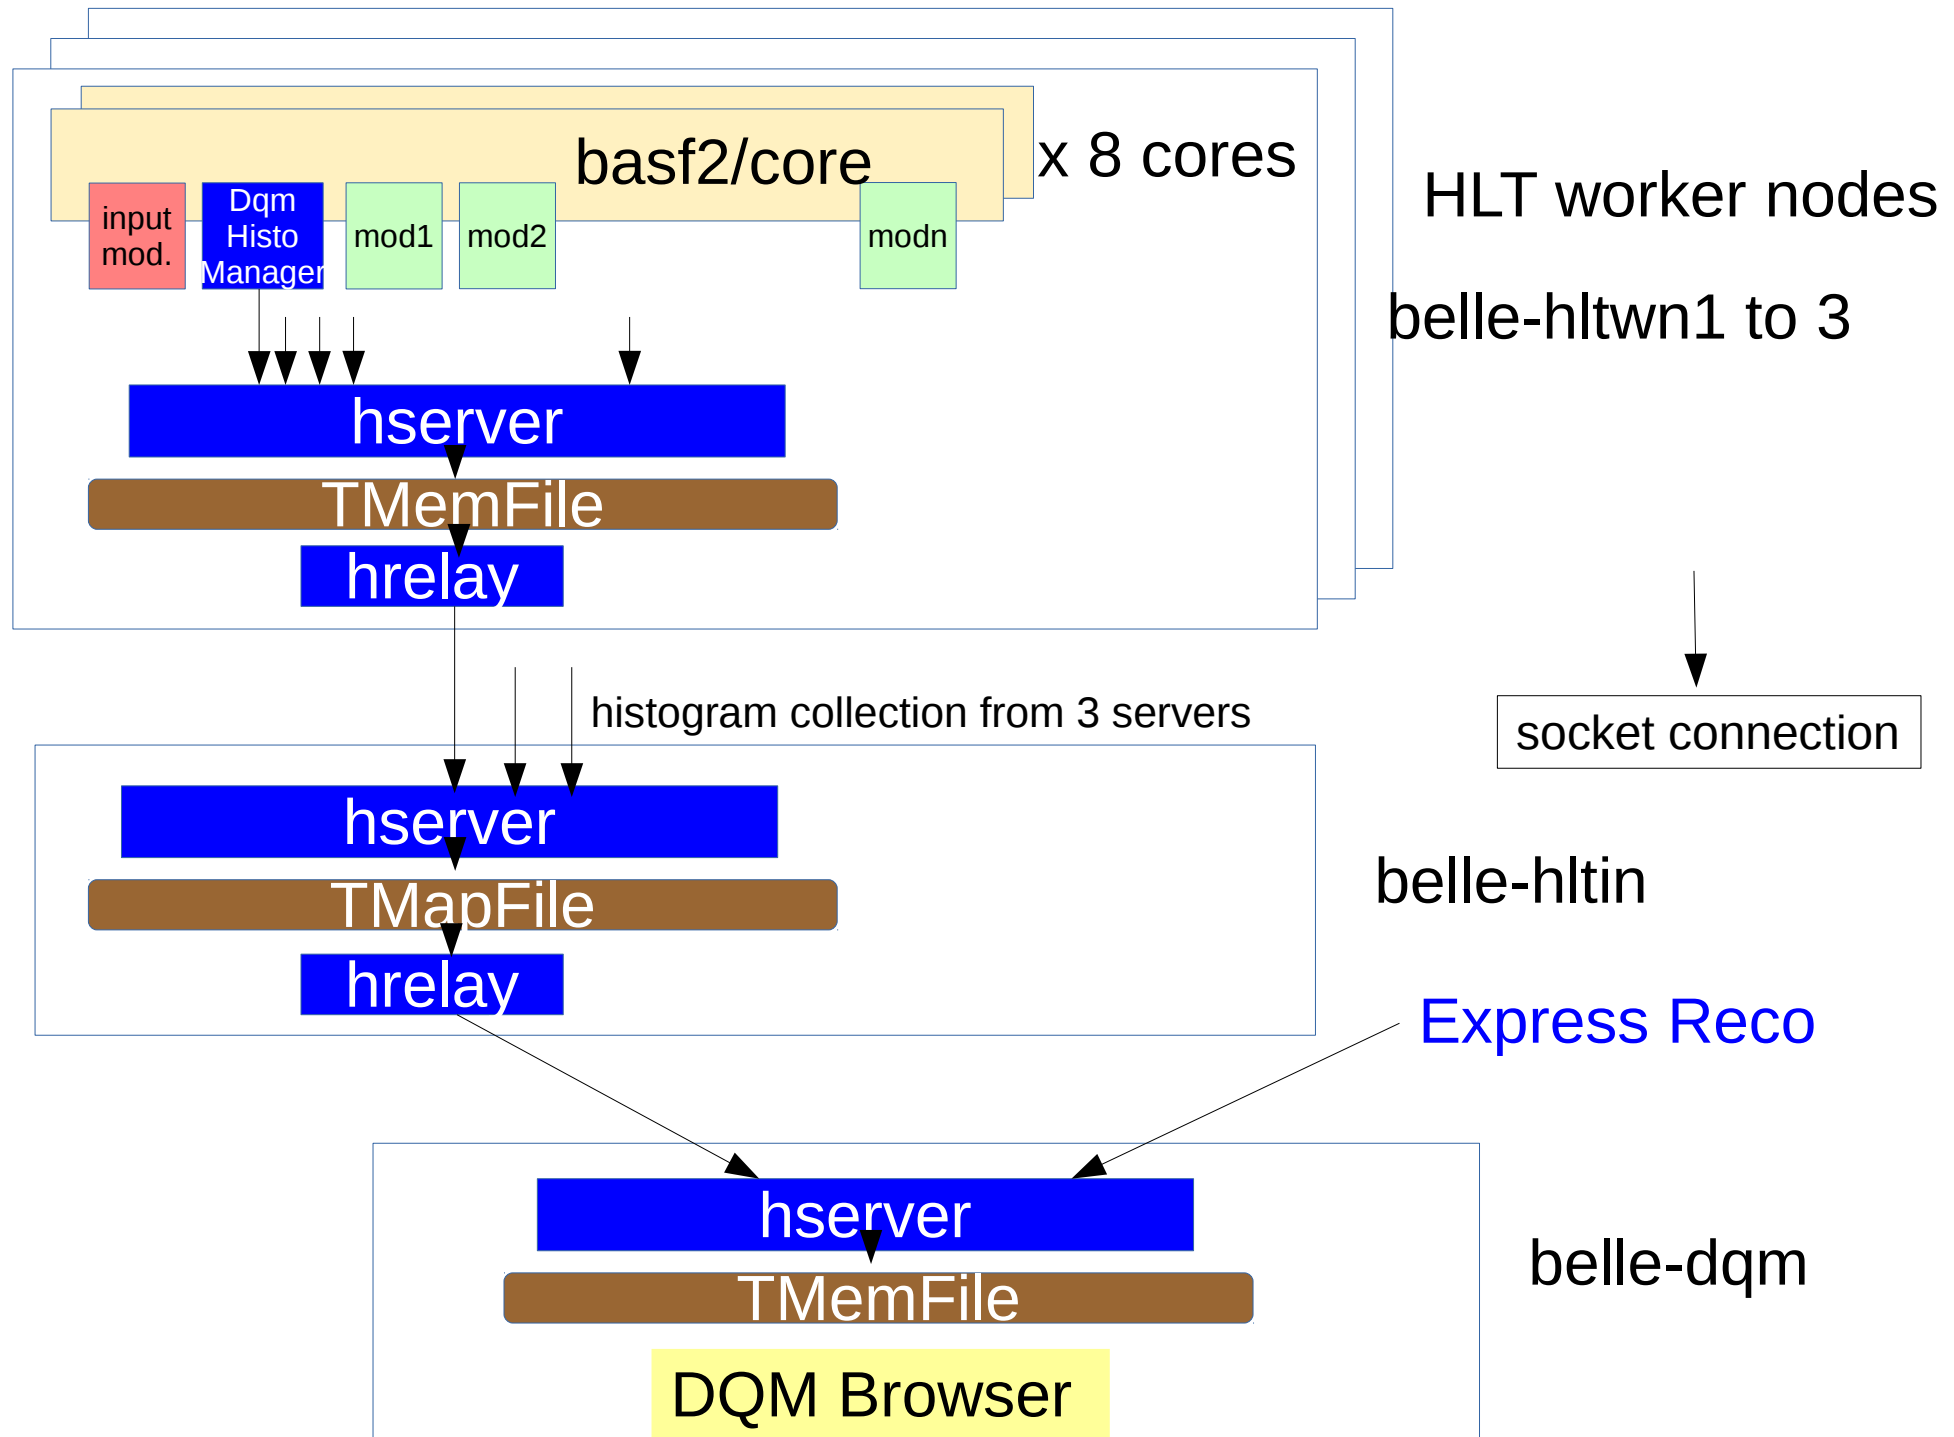 basf2/core
x 8 cores
HLT worker nodes
input
mod.
Dqm
Histo
Manager
mod1
mod2
modn
belle-hltwn1 to 3
hserver
TMemFile
hrelay
histogram collection from 3 servers
socket connection
hserver
TMapFile
hrelay
belle-hltin
Express Reco
hserver
TMemFile
belle-dqm
DQM Browser